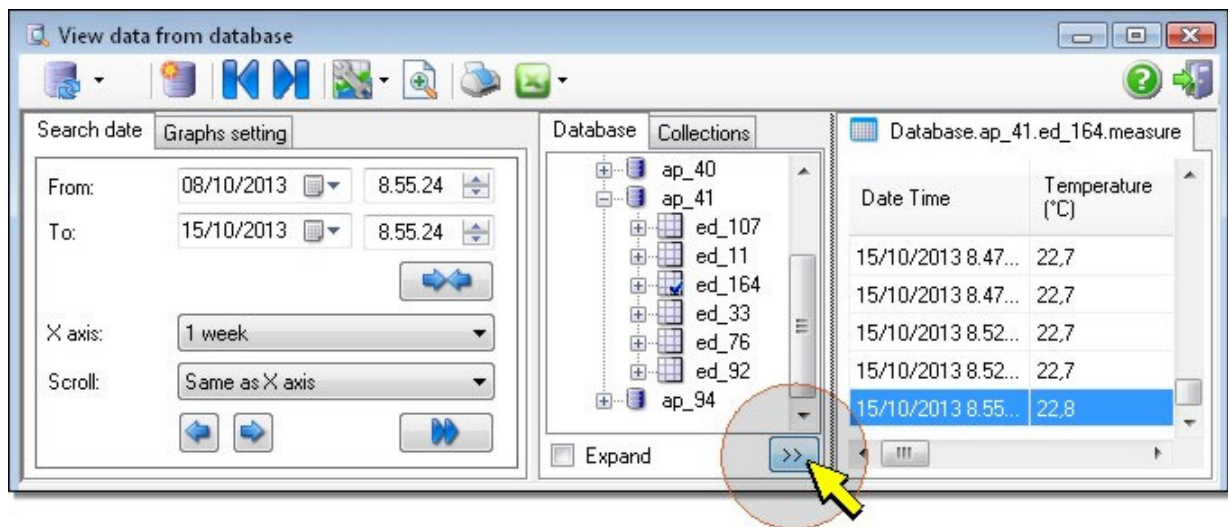 View data from database
Search date
Graphs setting
From:
08/10/2013
8.55.24
To:
15/10/2013
8.55.24
X axis:
1 week
Scroll:
Same as X axis
Database
Collections
ap_40
ap_41
ed_107
ed_11
ed_164
ed_33
ed_76
ed_92
ap_94
Expand
>>
Database.ap_41.ed_164.measure
Date Time
Temperature
(°C)
15/10/2013 8.47...
22,7
15/10/2013 8.47...
22,7
15/10/2013 8.52...
22,7
15/10/2013 8.52...
22,7
15/10/2013 8.55...
22,8